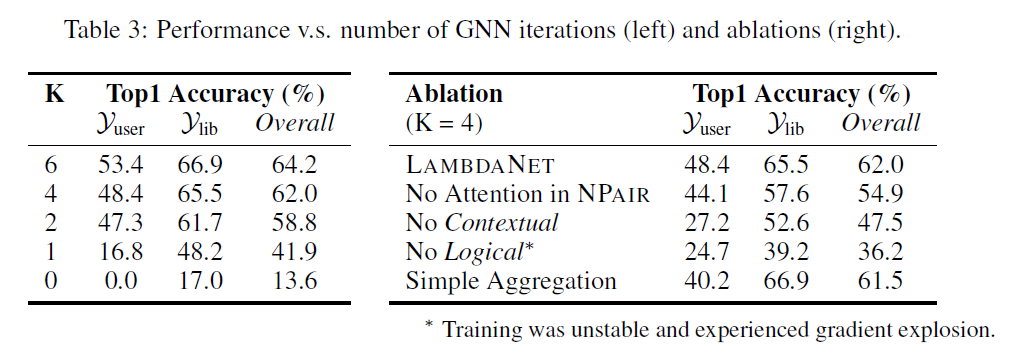 Table 3: Performance v.s. number of GNN iterations (left) and ablations (right).
K Top1 Accuracy (%)
𝒴user 𝒴lib Overall
6 53.4 66.9 64.2
4 48.4 65.5 62.0
2 47.3 61.7 58.8
1 16.8 48.2 41.9
0 0.0 17.0 13.6
Ablation Top1 Accuracy (%)
(K = 4) 𝒴user 𝒴lib Overall
LAMBDANET 48.4 65.5 62.0
No Attention in NPAIR 44.1 57.6 54.9
No Contextual 27.2 52.6 47.5
No Logical* 24.7 39.2 36.2
Simple Aggregation 40.2 66.9 61.5
* Training was unstable and experienced gradient explosion.